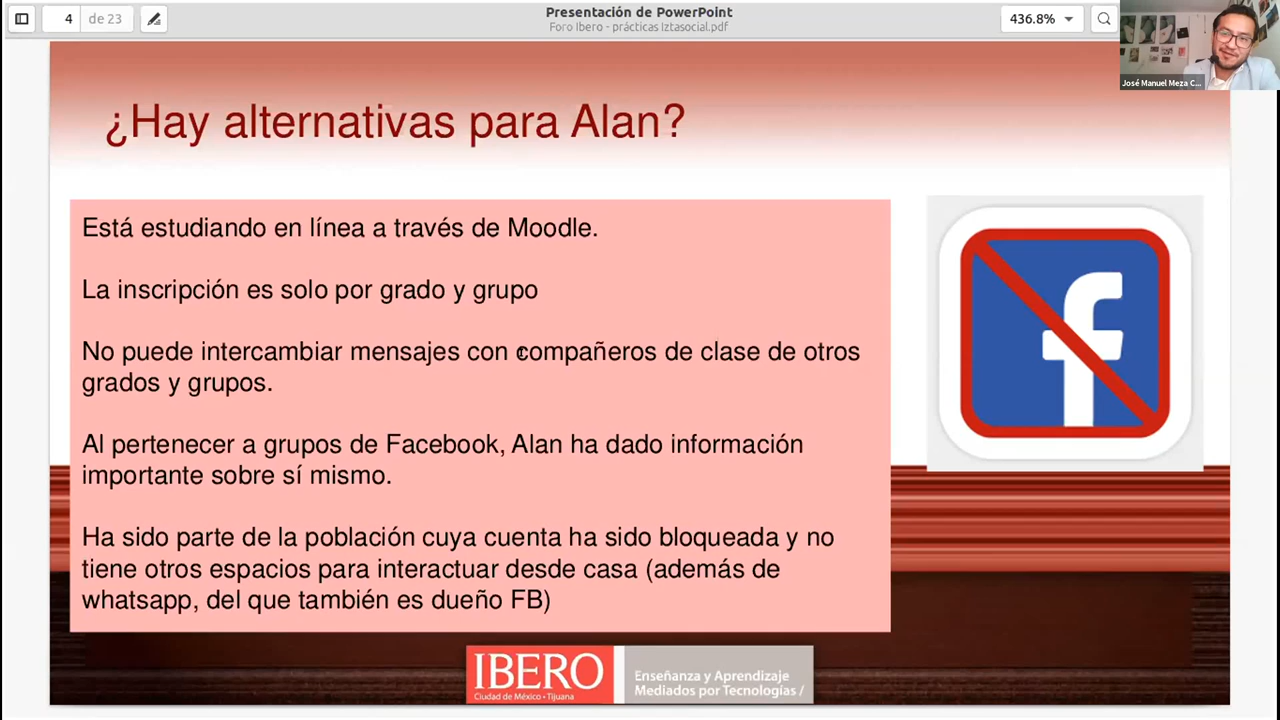 4
de 23
Presentación de PowerPoint
Foro Ibero - prácticas Iztasocial.pdf
436.8%
José Manuel Meza C...
¿Hay alternativas para Alan?
Está estudiando en línea a través de Moodle.
La inscripción es solo por grado y grupo
No puede intercambiar mensajes con compañeros de clase de otros
grados y grupos.
Al pertenecer a grupos de Facebook, Alan ha dado información
importante sobre sí mismo.
Ha sido parte de la población cuya cuenta ha sido bloqueada y no
tiene otros espacios para interactuar desde casa (además de
whatsapp, del que también es dueño FB)
f
IBERO
Ciudad de México • Tijuana
Enseñanza y Aprendizaje
Mediados por Tecnologías /